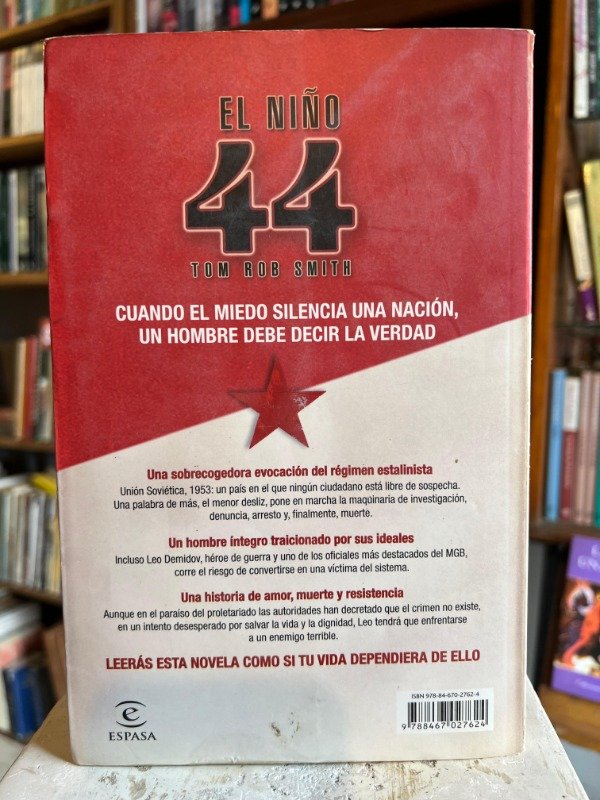 EL NIÑO
44
TOM ROB SMITH
CUANDO EL MIEDO SILENCIA UNA NACIÓN,
UN HOMBRE DEBE DECIR LA VERDAD
Una sobrecogedora evocación del régimen estalinista
Unión Soviética, 1953: un país en el que ningún ciudadano está libre de sospecha.
Una palabra de más, el menor desliz, pone en marcha la maquinaria de investigación,
denuncia, arresto y, finalmente, muerte.
Un hombre íntegro traicionado por sus ideales
Incluso Leo Demidov, héroe de guerra y uno de los oficiales más destacados del MGB,
corre el riesgo de convertirse en una víctima del sistema.
Una historia de amor, muerte y resistencia
Aunque en el paraíso del proletariado las autoridades han decretado que el crimen no existe,
en un intento desesperado por salvar la vida y la dignidad, Leo tendrá que enfrentarse
a un enemigo terrible.
LEERÁS ESTA NOVELA COMO SI TU VIDA DEPENDIERA DE ELLO
ISBN 978-84-670-2762-4
9 788467 027624
e
ESPASA